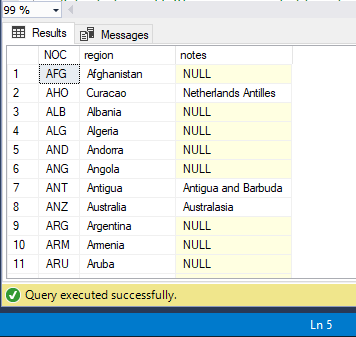 99 %
Results Messages
NOC region notes
1 AFG Afghanistan NULL
2 AHO Curacao Netherlands Antilles
3 ALB Albania NULL
4 ALG Algeria NULL
5 AND Andorra NULL
6 ANG Angola NULL
7 ANT Antigua Antigua and Barbuda
8 ANZ Australia Australasia
9 ARG Argentina NULL
10 ARM Armenia NULL
11 ARU Aruba NULL
Query executed successfully.
Ln 5